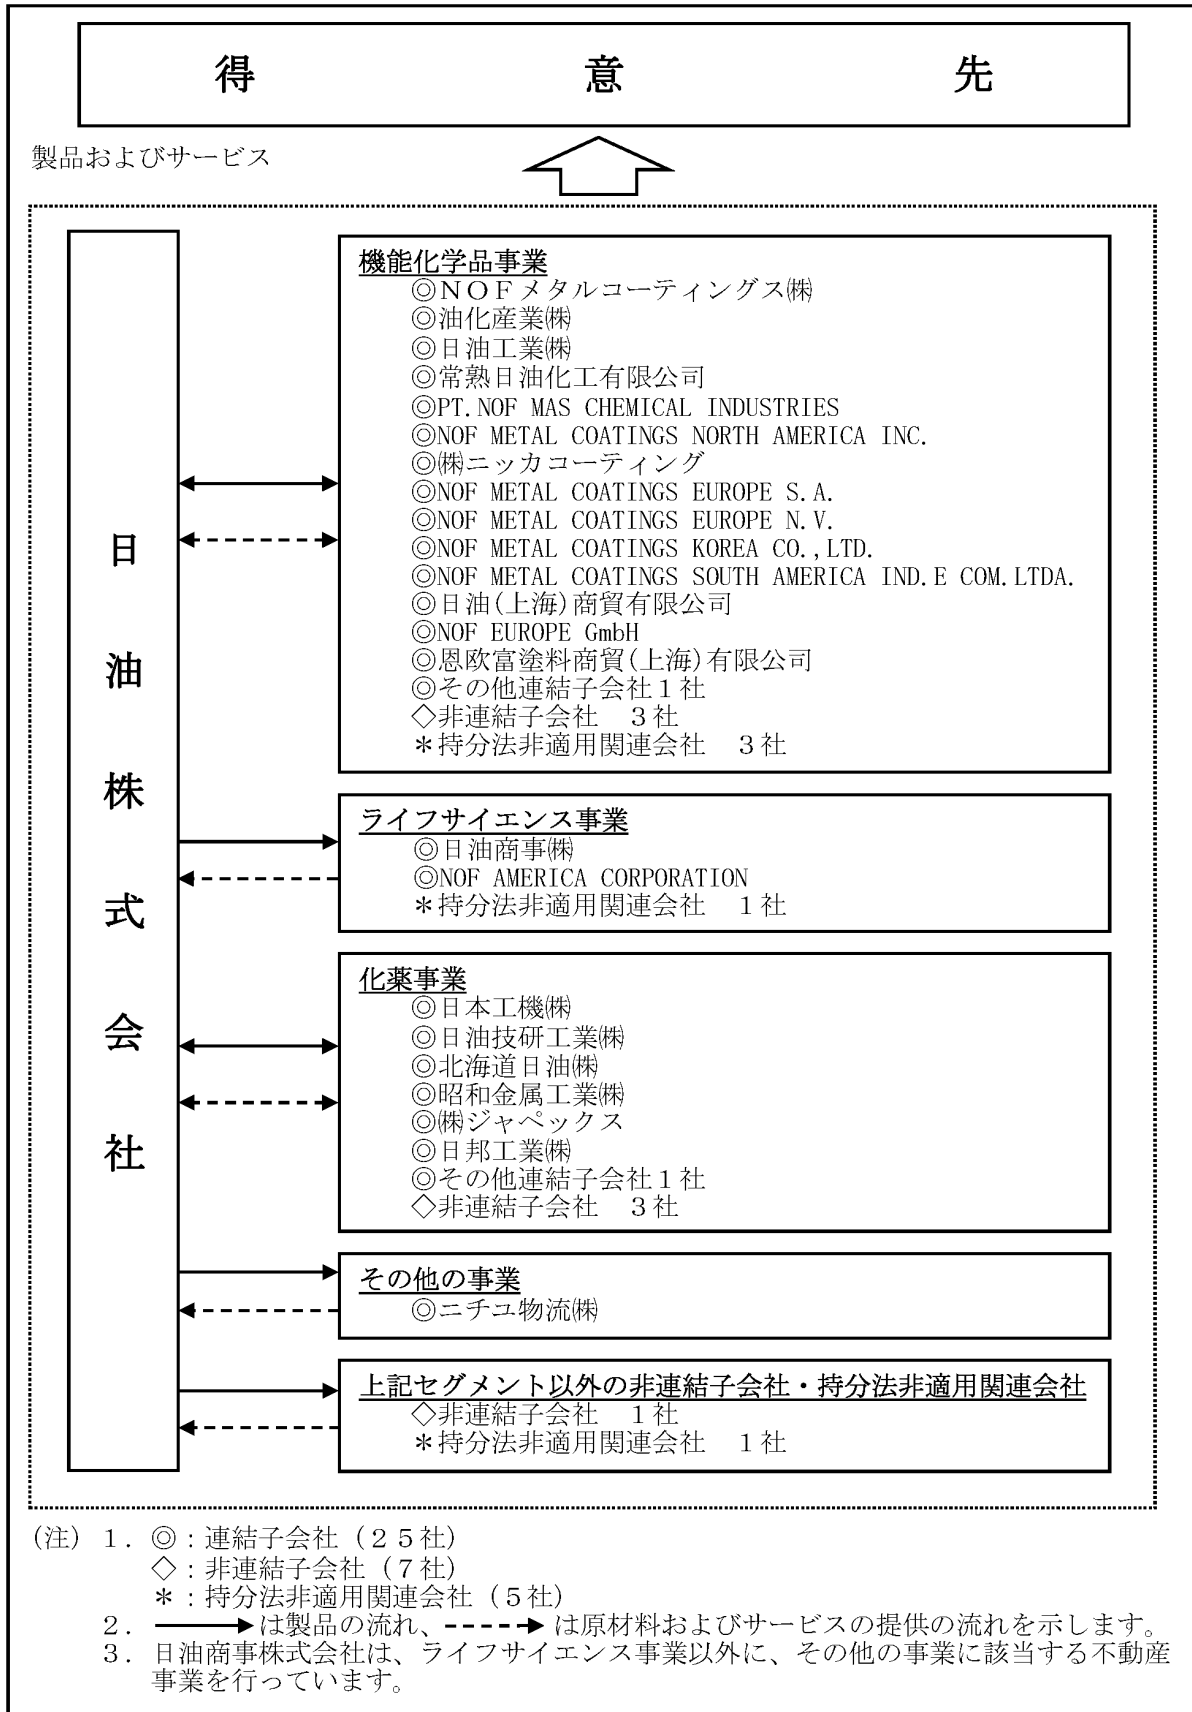 得意先
製品およびサービス
日油株式会社
機能化学品事業
◎NOFメタルコーティングス㈱
◎油化産業㈱
◎日油工業㈱
◎常熟日油化工有限公司
◎PT.NOF MAS CHEMICAL INDUSTRIES
◎NOF METAL COATINGS NORTH AMERICA INC.
◎㈱ニッカコーティング
◎NOF METAL COATINGS EUROPE S.A.
◎NOF METAL COATINGS EUROPE N.V.
◎NOF METAL COATINGS KOREA CO.,LTD.
◎NOF METAL COATINGS SOUTH AMERICA IND.E COM.LTDA.
◎日油(上海)商貿有限公司
◎NOF EUROPE GmbH
◎恩欧富塗料商貿(上海)有限公司
◎その他連結子会社1社
◇非連結子会社 3社
＊持分法非適用関連会社 3社
ライフサイエンス事業
◎日油商事㈱
◎NOF AMERICA CORPORATION
＊持分法非適用関連会社 1社
化薬事業
◎日本工機㈱
◎日油技研工業㈱
◎北海道日油㈱
◎昭和金属工業㈱
◎㈱ジャペックス
◎日邦工業㈱
◎その他連結子会社1社
◇非連結子会社 3社
その他の事業
◎ニチユ物流㈱
上記セグメント以外の非連結子会社・持分法非適用関連会社
◇非連結子会社 1社
＊持分法非適用関連会社 1社
(注) 1. ◎：連結子会社 (25社)
◇：非連結子会社 (7社)
＊：持分法非適用関連会社 (5社)
2. ──→は製品の流れ、----→は原材料およびサービスの提供の流れを示します。
3. 日油商事株式会社は、ライフサイエンス事業以外に、その他の事業に該当する不動産
事業を行っています。